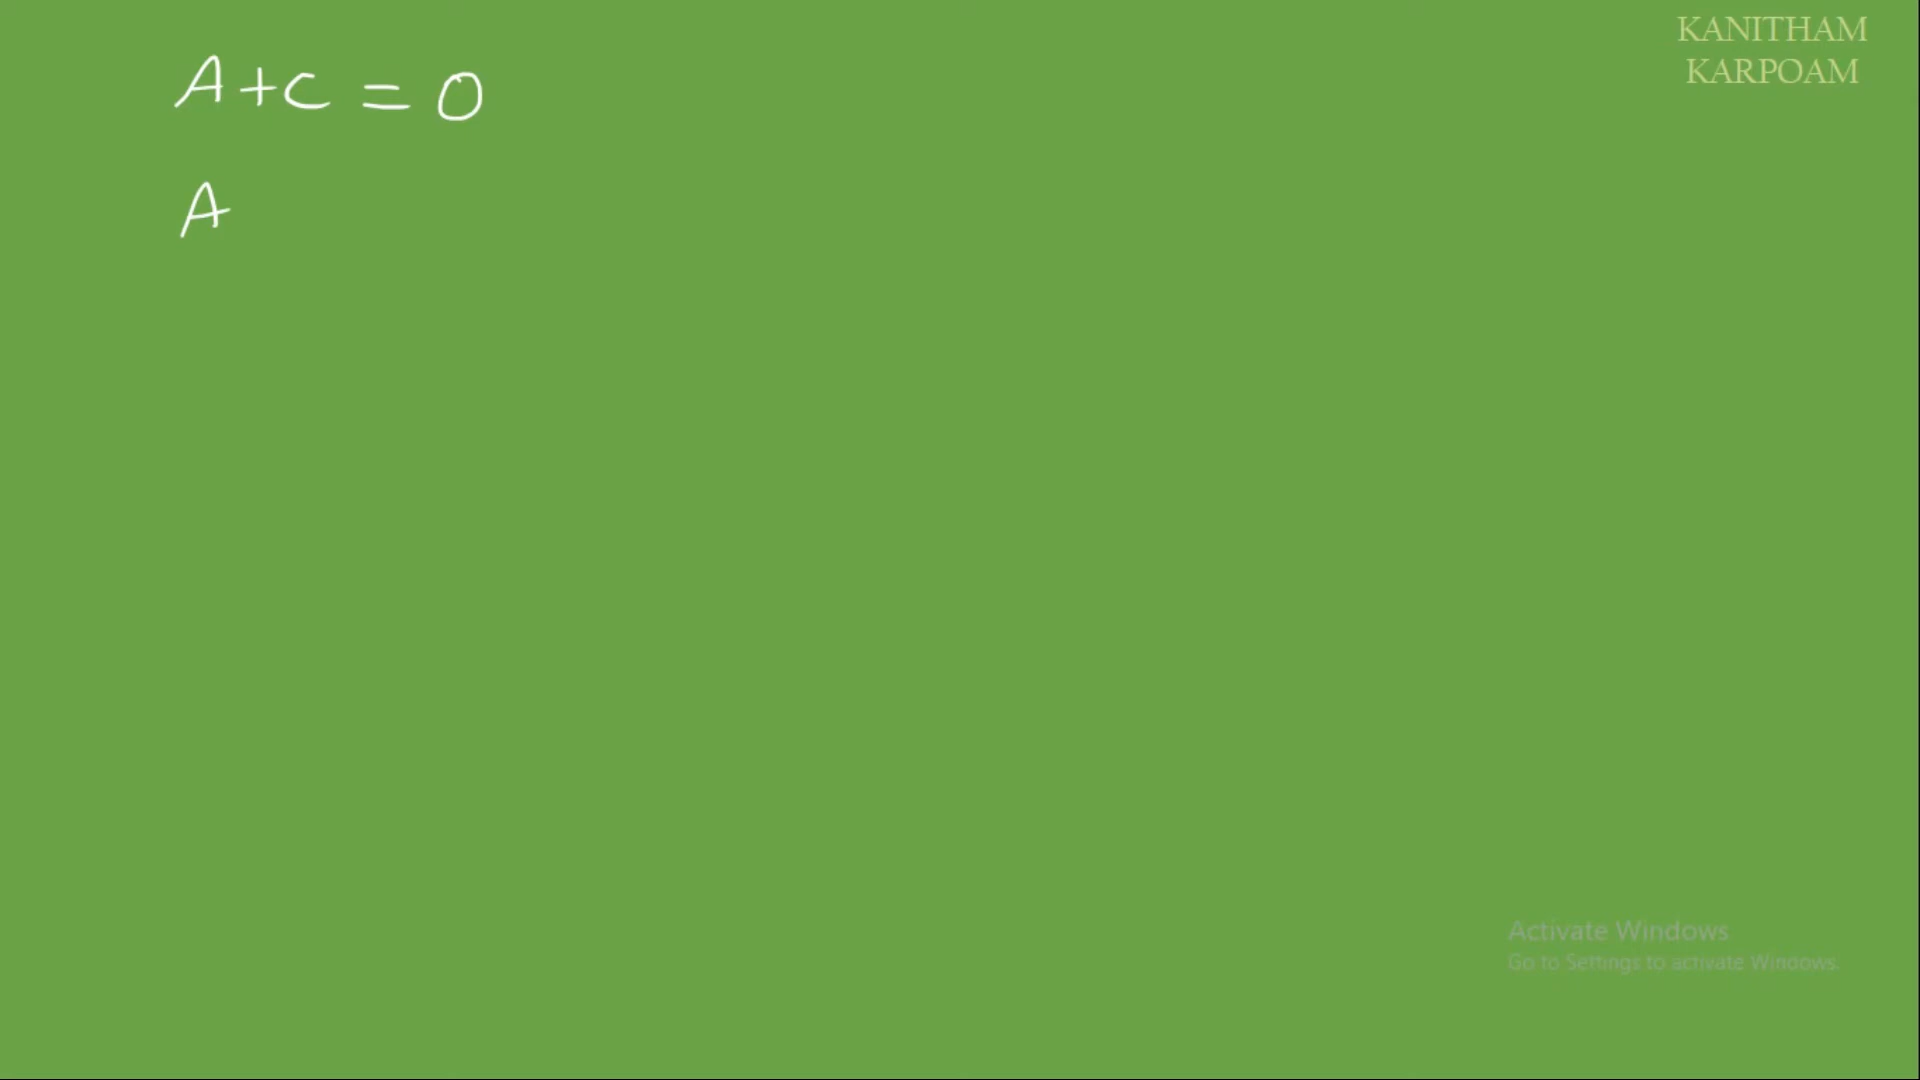 A+C = 0
A
KANITHAM
KARPOAM
Activate Windows
Go to Settings to activate Windows.